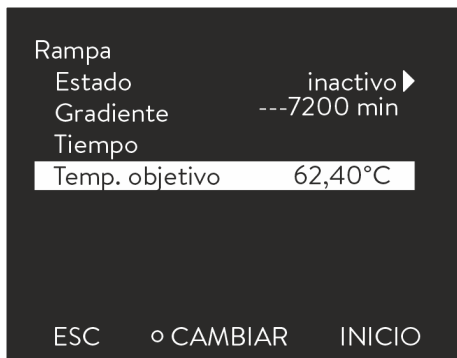 Rampa
Estado inactivo
Gradiente ---7200 min
Tiempo
Temp. objetivo 62,40°C
ESC CAMBIAR INICIO